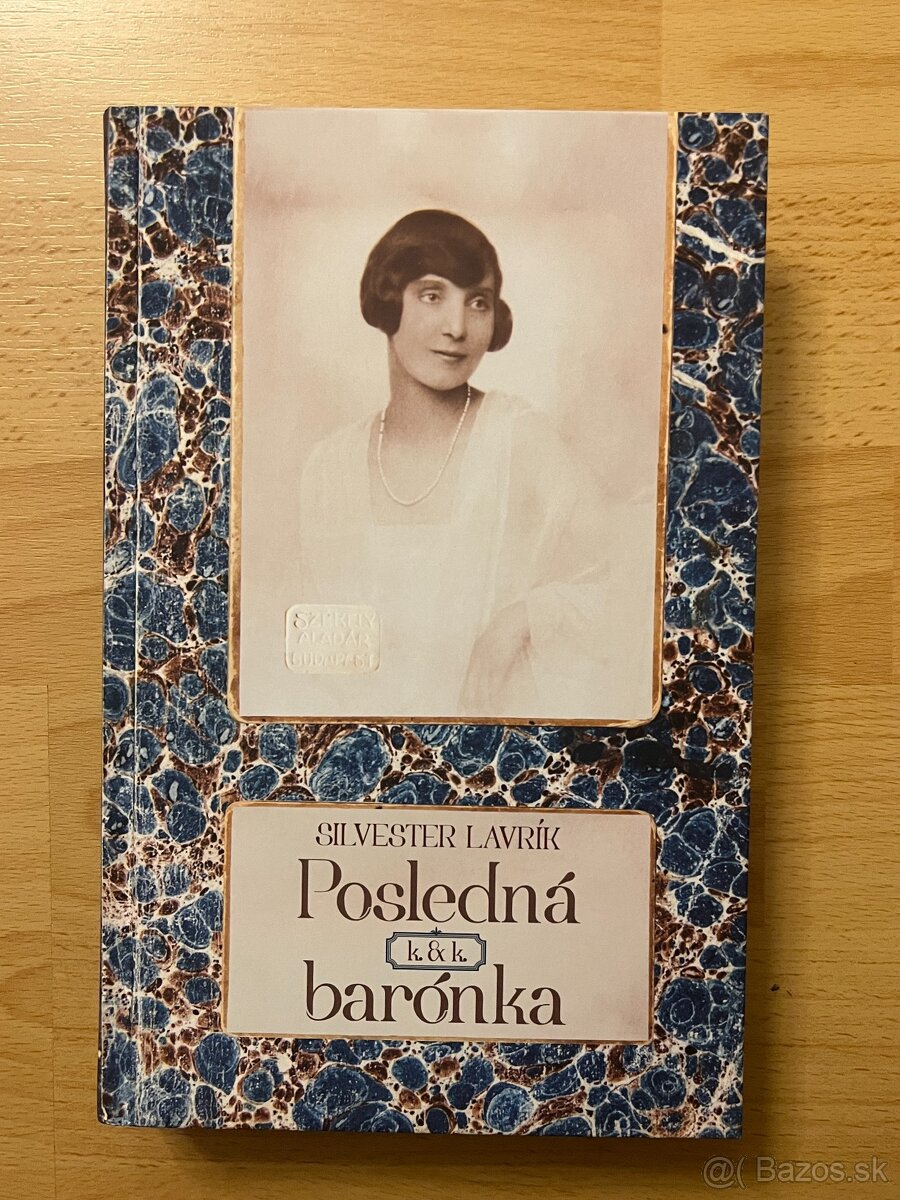 SZÉKELY
ALADÁR
BUDAPEST
SILVESTER LAVRÍK
Posledná
k. & k.
barónka
@( Bazos.sk